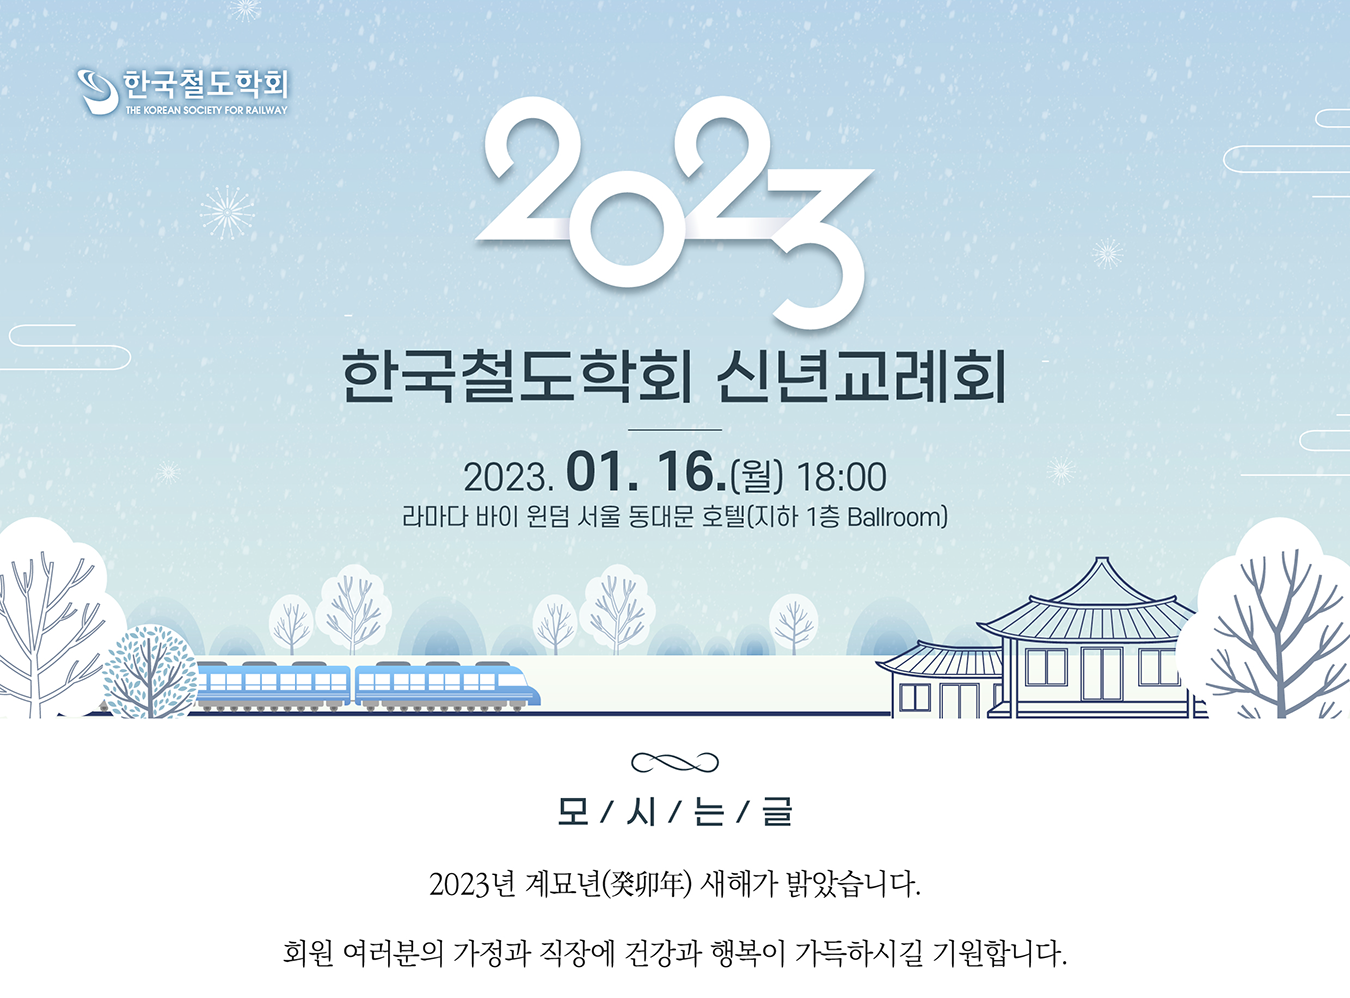 한국철도학회
THE KOREAN SOCIETY FOR RAILWAY
2023
한국철도학회 신년교례회
2023. 01. 16.(월) 18:00
라마다 바이 윈덤 서울 동대문 호텔(지하 1층 Ballroom)
모 / 시 / 는 / 글
2023년 계묘년(癸卯年) 새해가 밝았습니다.
회원 여러분의 가정과 직장에 건강과 행복이 가득하시길 기원합니다.